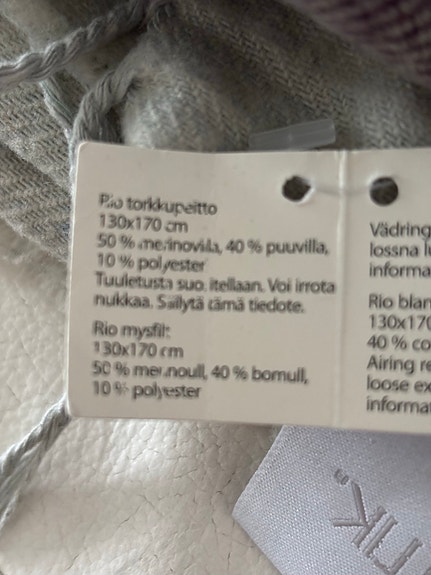 Rio torkkupeitto
130x170 cm
50 % merinovilla, 40 % puuvilla,
10 % polyester
Tuuletusta suositellaan. Voi irrota
nukkaa. Säilytä tämä tiedote.
Rio mysfilt
130x170 cm
50 % merinoull, 40 % bomull,
10 % polyester
Vädring
lossna lu
informa
Rio blan
130x170
40 % co
Airing re
loose ex
informat